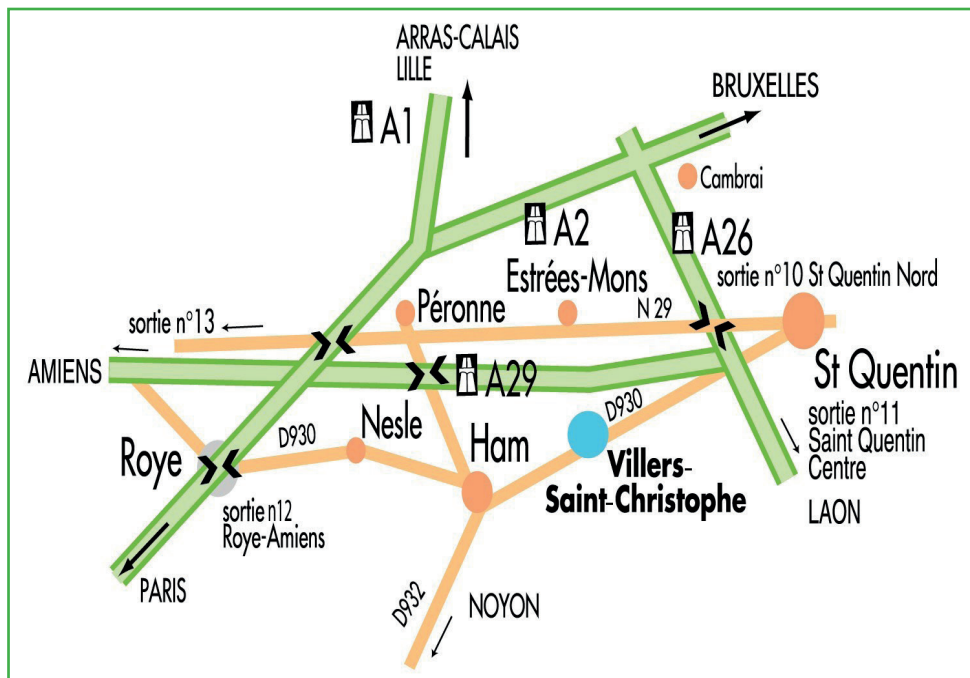 ARRAS-CALAIS
LILLE
A1
BRUXELLES
Cambrai
A2
A26
Estrées-Mons
sortie n°10 St Quentin Nord
Péronne
N 29
sortie n°13
AMIENS
A29
St Quentin
D930
sortie n°11
Saint Quentin
Centre
LAON
Nesle
D930
Roye
Ham
Villers-
Saint-Christophe
sortie n12
Roye-Amiens
PARIS
D932
NOYON